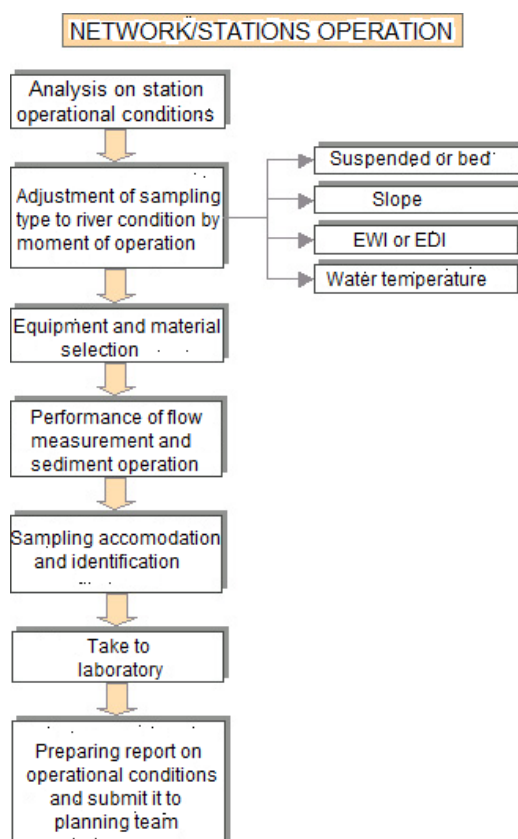 NETWORK/STATIONS OPERATION
Analysis on station
operational conditions
Adjustment of sampling
type to river condition by
moment of operation
Suspended or bed
Slope
EWI or EDI
Water temperature
Equipment and material
selection
Performance of flow
measurement and
sediment operation
Sampling accomodation
and identification
Take to
laboratory
Preparing report on
operational conditions
and submit it to
planning team